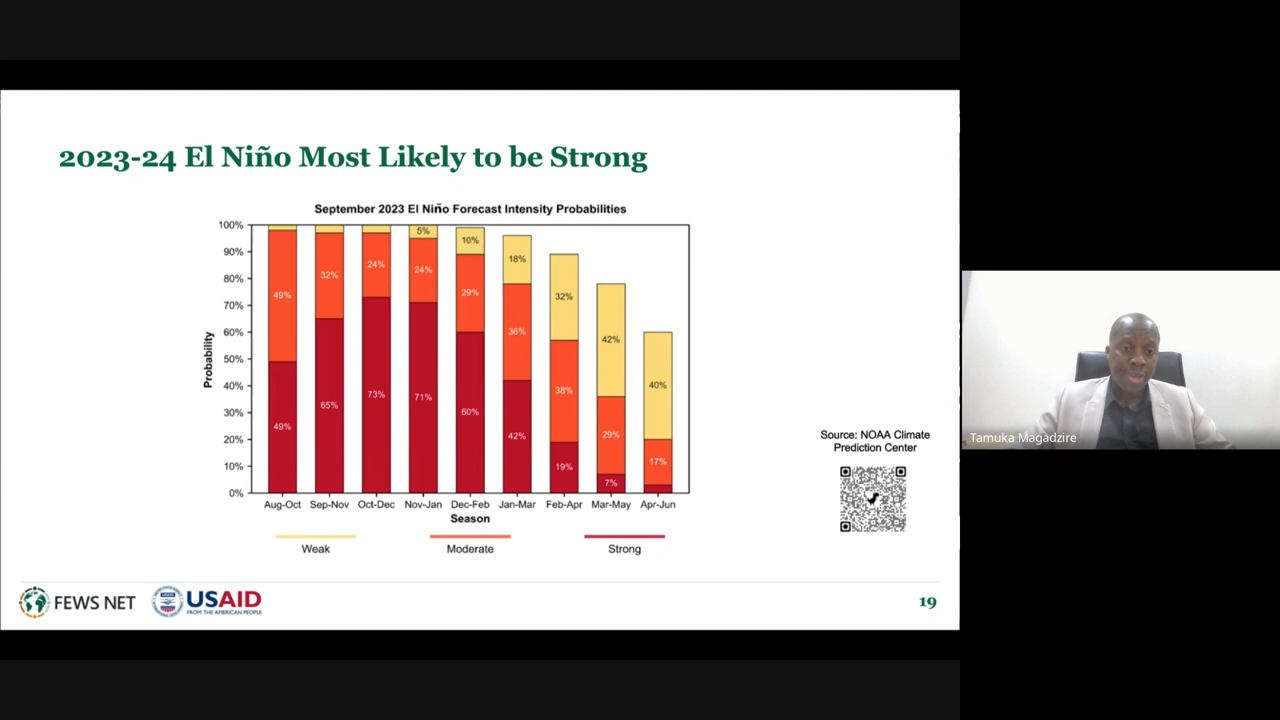 2023-24 El Niño Most Likely to be Strong
September 2023 El Niño Forecast Intensity Probabilities
100%
90%
80%
70%
60%
50%
40%
30%
20%
10%
0%
Probability
49%
49%
32%
65%
24%
73%
5%
24%
71%
10%
29%
60%
18%
36%
42%
32%
38%
19%
42%
29%
7%
40%
17%
Aug-Oct Sep-Nov Oct-Dec Nov-Jan Dec-Feb Jan-Mar Feb-Apr Mar-May Apr-Jun
Season
Weak Moderate Strong
Source: NOAA Climate
Prediction Center
Tamuka Magadzire
FEWS NET
USAID
FROM THE AMERICAN PEOPLE
19